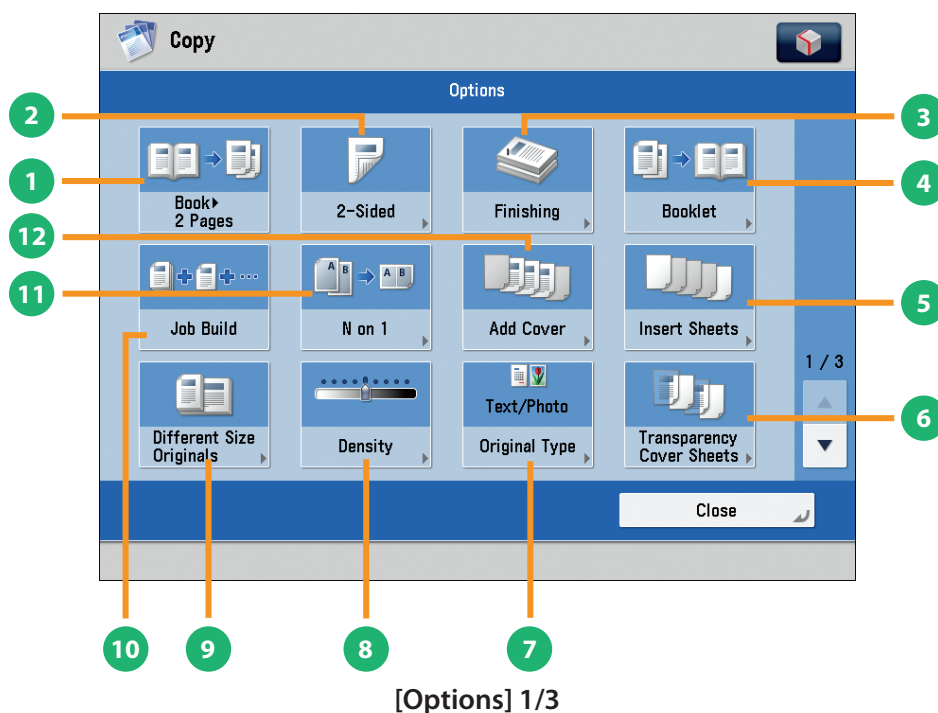 Copy
Options
2
3
1
4
Book▸
2 Pages
2-Sided
Finishing
Booklet
12
11
A B → A B
5
Job Build
N on 1
Add Cover
Insert Sheets
1 / 3
Text/Photo
6
Different Size
Originals
Density
Original Type
Transparency
Cover Sheets
Close
10
9
8
7
[Options] 1/3